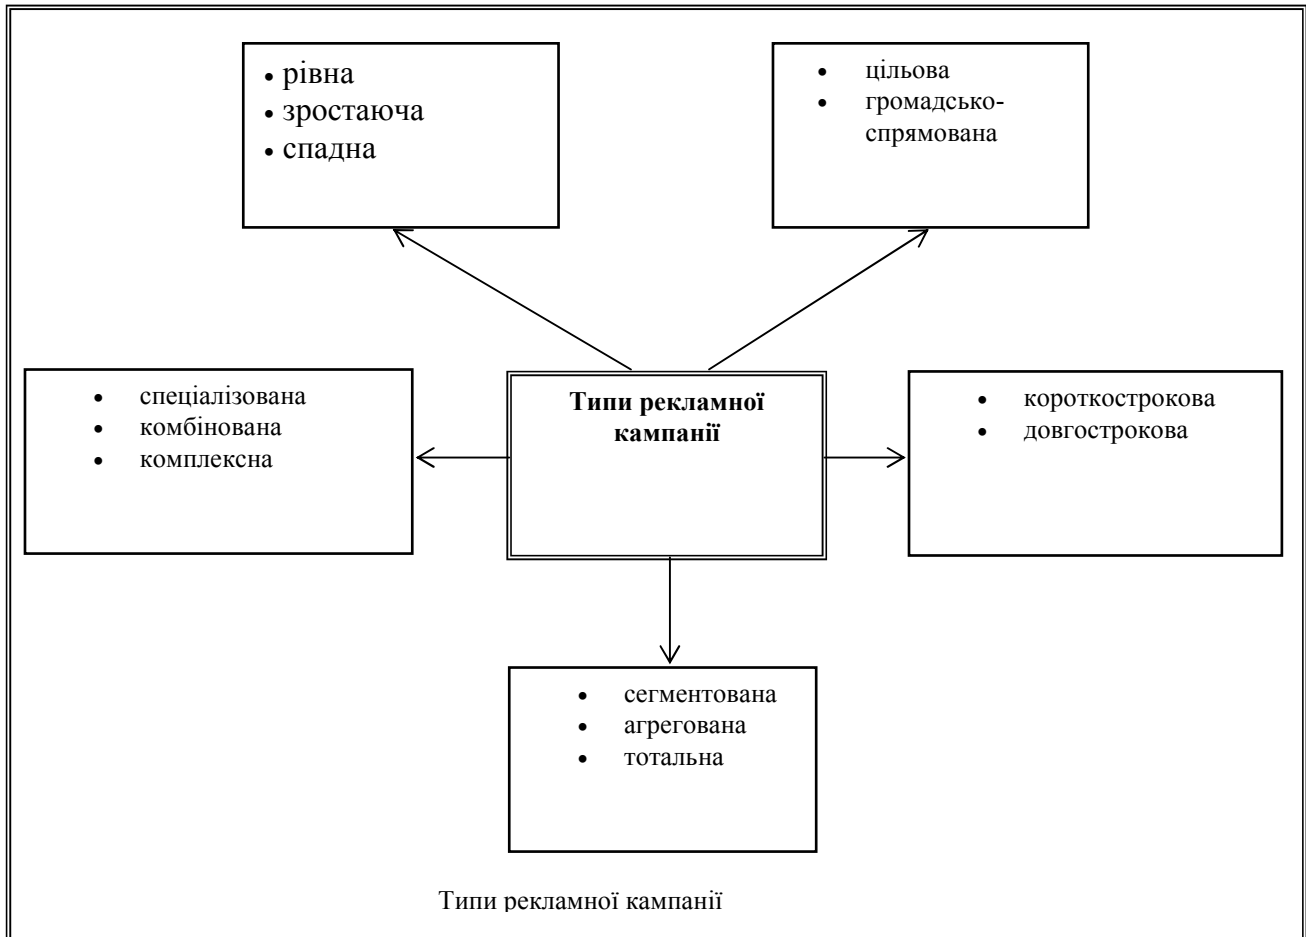 • рівна
• зростаюча
• спадна
• цільова
• громадсько-
спрямована
• спеціалізована
• комбінована
• комплексна
Типи рекламної
кампанії
• короткострокова
• довгострокова
• сегментована
• агрегована
• тотальна
Типи рекламної кампанії